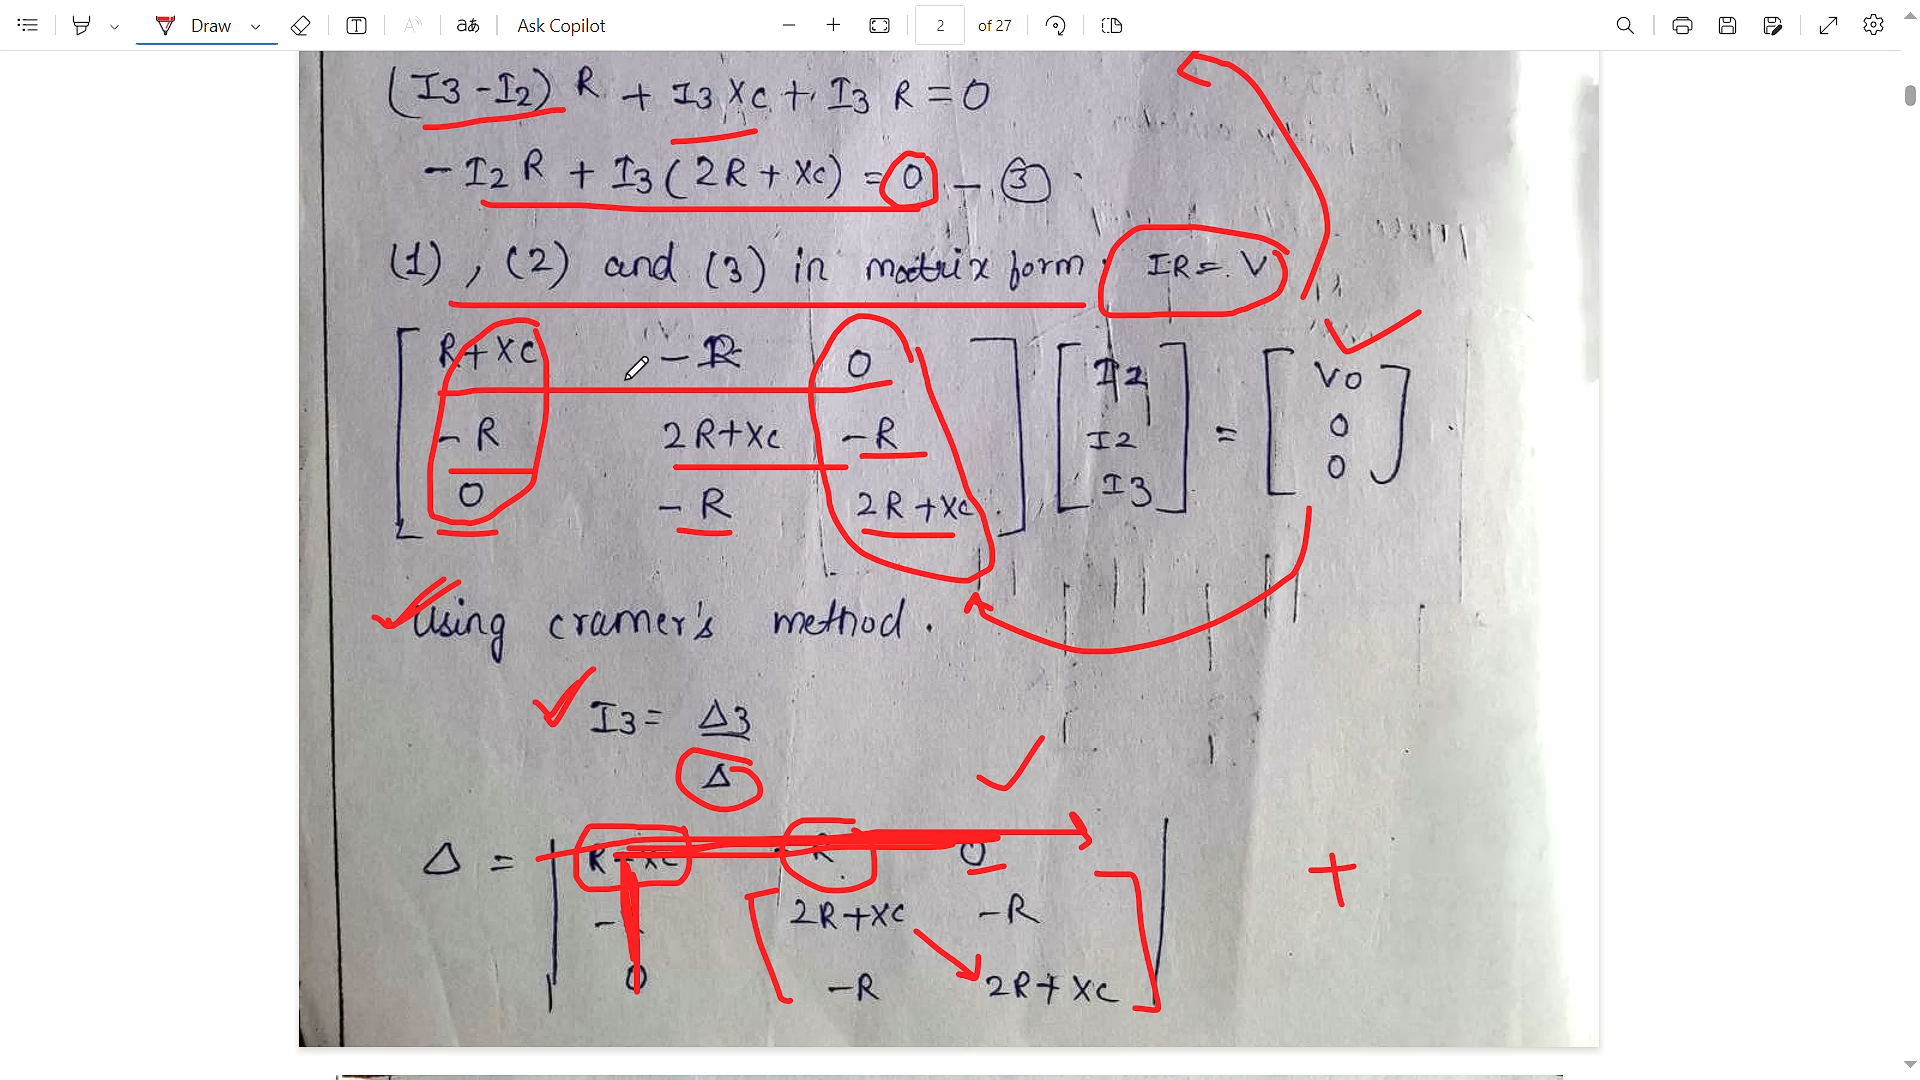 Draw
Ask Copilot
2 of 27
(I3 - I2) R + I3 Xc + I3 R = 0
- I2 R + I3 (2R + Xc) = 0 - (3)
(1), (2) and (3) in matrix form. IR = V
R + Xc -R 0 I2 V0
-R 2R+Xc -R I2 = 0
0 -R 2R+Xc I3 0
Using cramer's method.
I3 = Δ3
Δ
Δ = R+Xc -R 0
-R 2R+Xc -R +
0 -R 2R+Xc